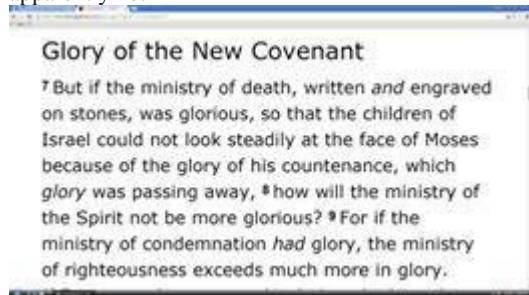 Glory of the New Covenant
7 But if the ministry of death, written and engraved
on stones, was glorious, so that the children of
Israel could not look steadily at the face of Moses
because of the glory of his countenance, which
glory was passing away, 8 how will the ministry of
the Spirit not be more glorious? 9 For if the
ministry of condemnation had glory, the ministry
of righteousness exceeds much more in glory.